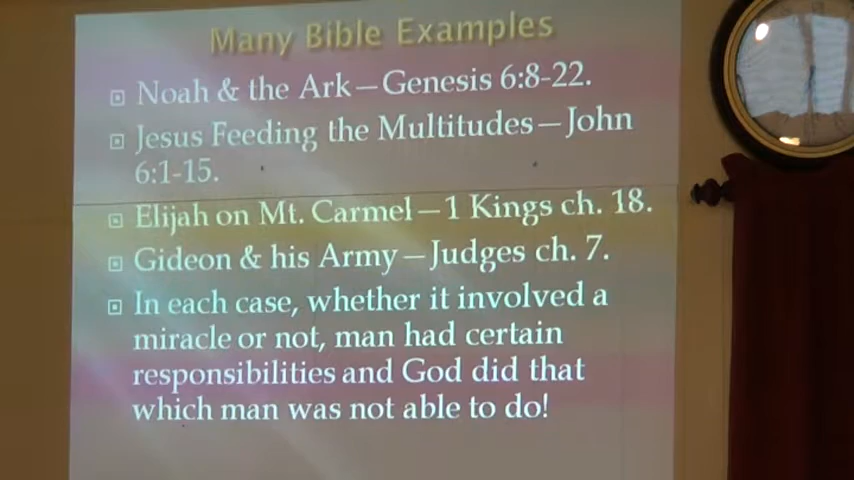 Many Bible Examples
Noah & the Ark—Genesis 6:8-22.
Jesus Feeding the Multitudes—John
6:1-15.
Elijah on Mt. Carmel—1 Kings ch. 18.
Gideon & his Army—Judges ch. 7.
In each case, whether it involved a
miracle or not, man had certain
responsibilities and God did that
which man was not able to do!